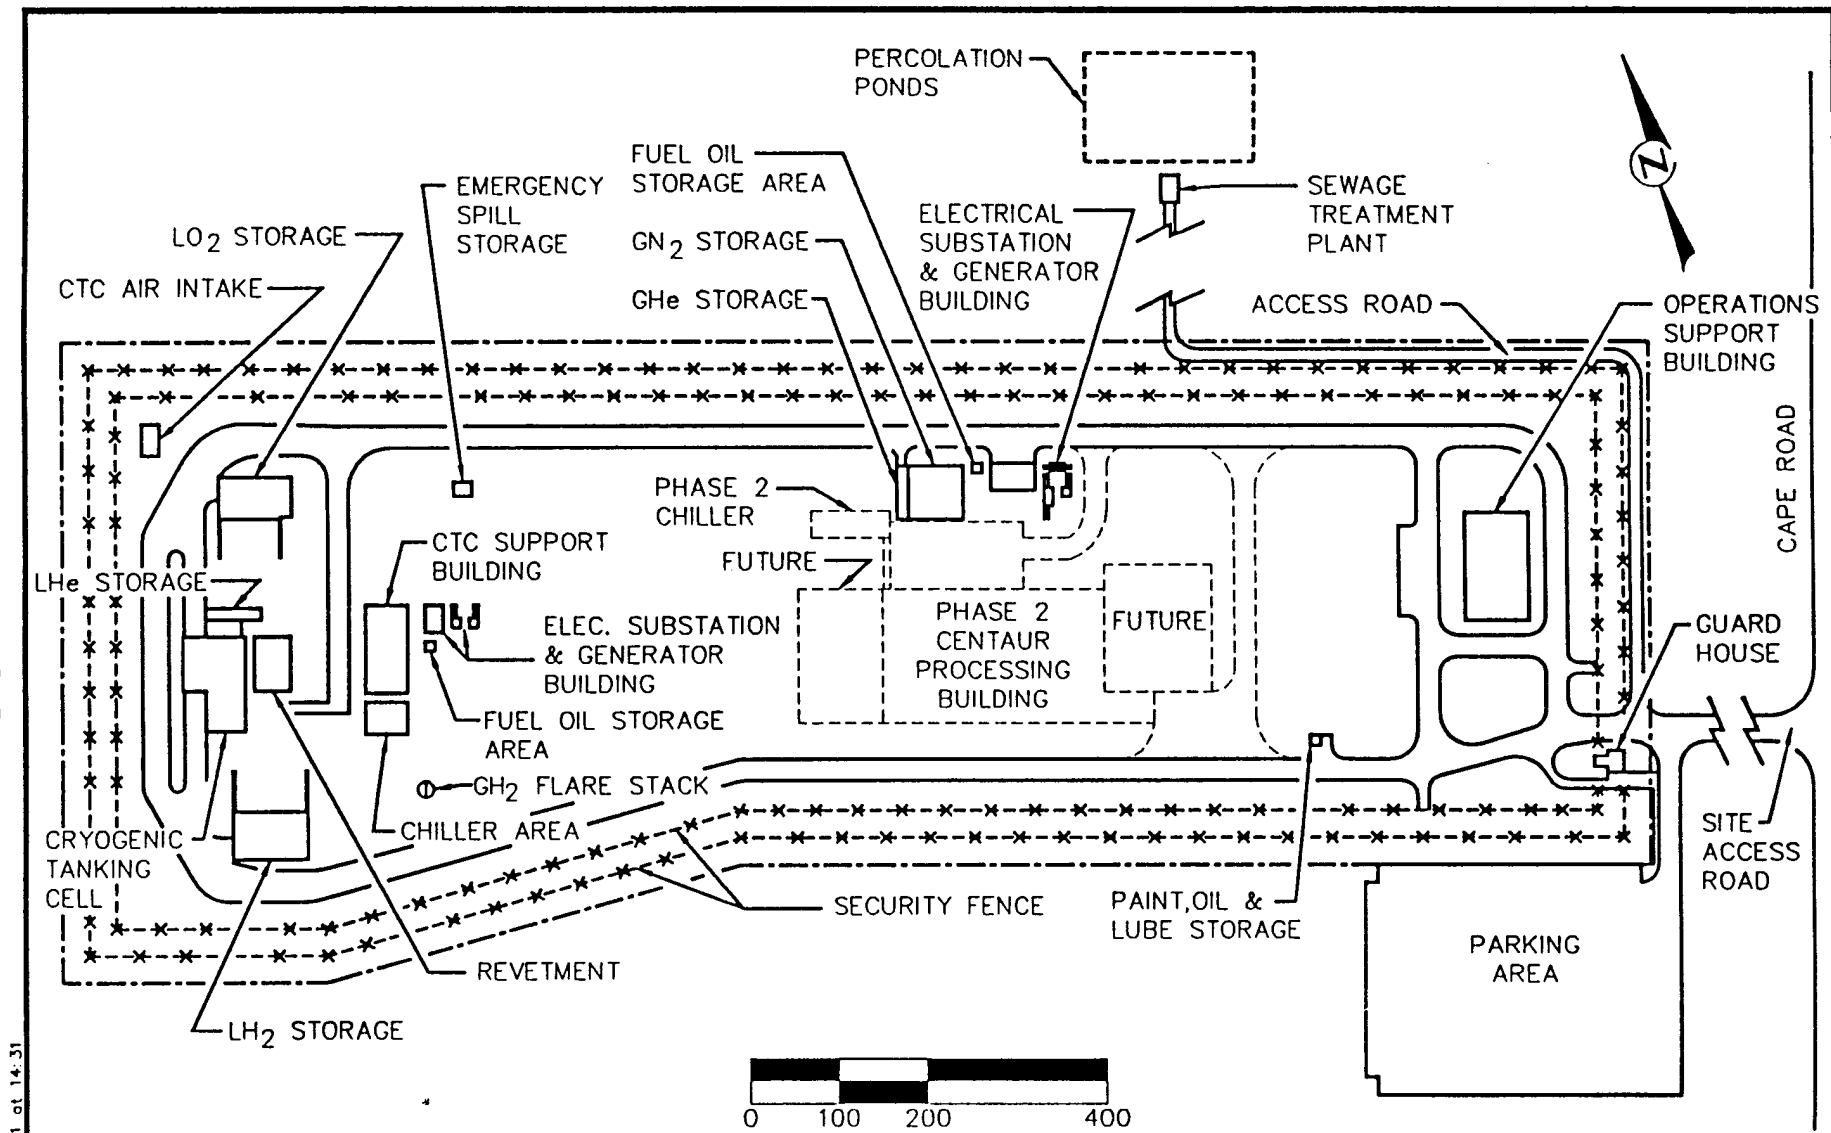 PERCOLATION
PONDS
FUEL OIL
STORAGE AREA
EMERGENCY
SPILL
STORAGE
SEWAGE
TREATMENT
PLANT
ELECTRICAL
SUBSTATION
& GENERATOR
BUILDING
LO2 STORAGE
GN2 STORAGE
CTC AIR INTAKE
GHe STORAGE
ACCESS ROAD
OPERATIONS
SUPPORT
BUILDING
N
CAPE ROAD
PHASE 2
CHILLER
CTC SUPPORT
BUILDING
FUTURE
LHe STORAGE
PHASE 2
CENTAUR
PROCESSING
BUILDING
FUTURE
ELEC. SUBSTATION
& GENERATOR
BUILDING
GUARD
HOUSE
FUEL OIL STORAGE
AREA
GH2 FLARE STACK
CHILLER AREA
CRYOGENIC
TANKING
CELL
SITE
ACCESS
ROAD
SECURITY FENCE
PAINT,OIL &
LUBE STORAGE
PARKING
AREA
REVETMENT
LH2 STORAGE
0 100 200 400
at 14:31